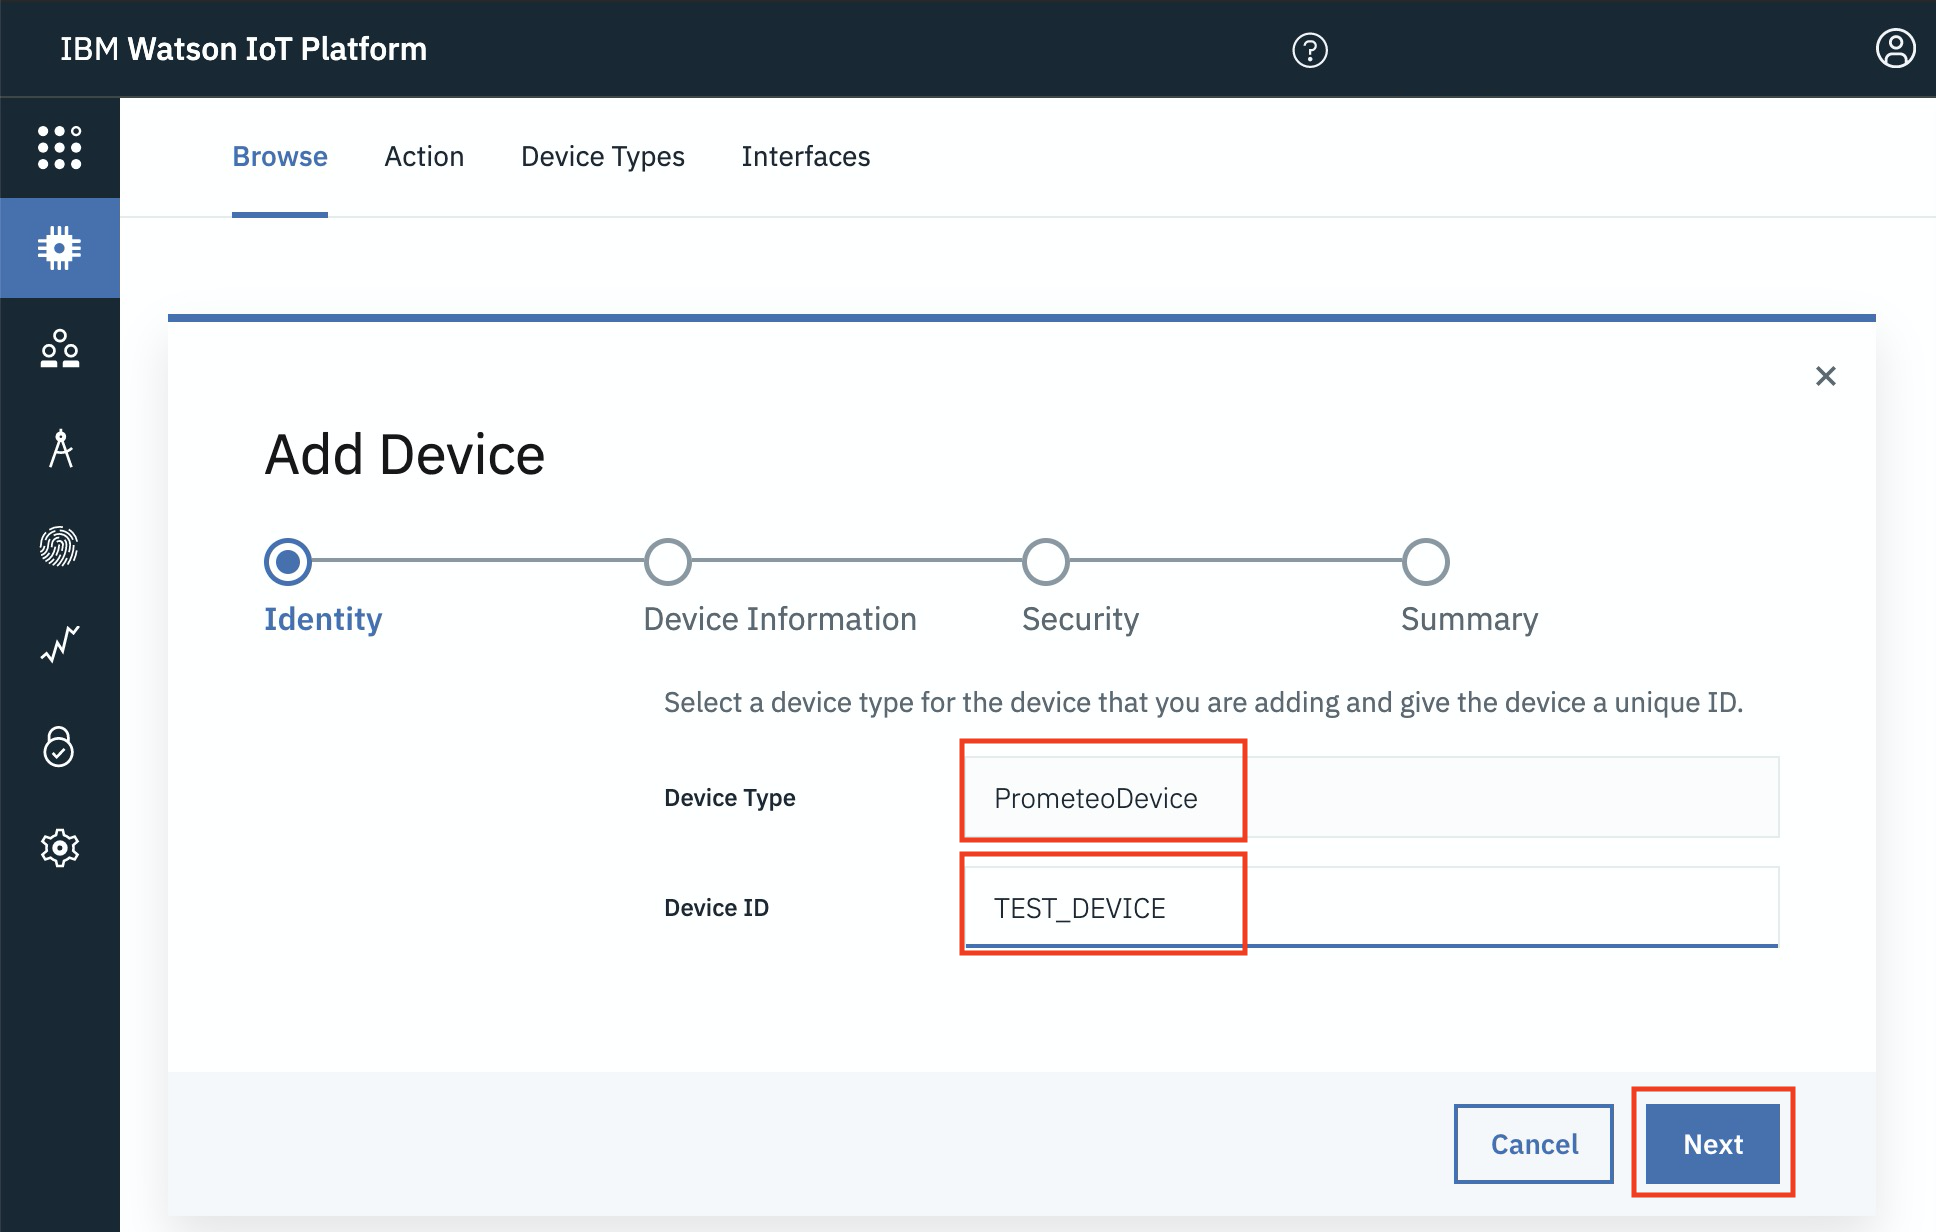 IBM Watson IoT Platform
Browse Action Device Types Interfaces
Add Device
Identity Device Information Security Summary
Select a device type for the device that you are adding and give the device a unique ID.
Device Type PrometeoDevice
Device ID TEST_DEVICE
Cancel Next